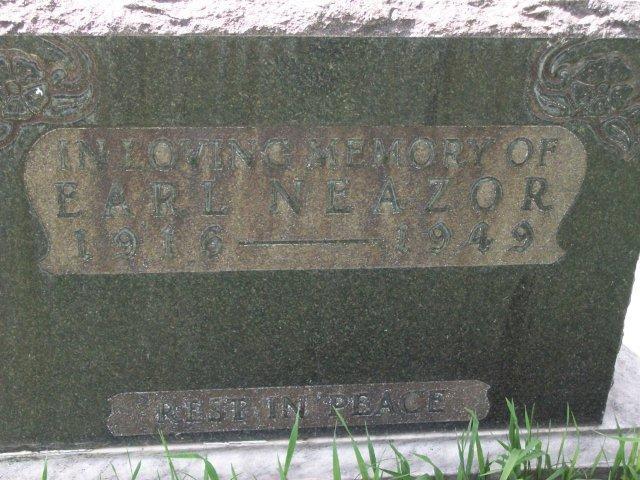 IN LOVING MEMORY OF
EARL NEAZOR
1916 — 1949
REST IN PEACE